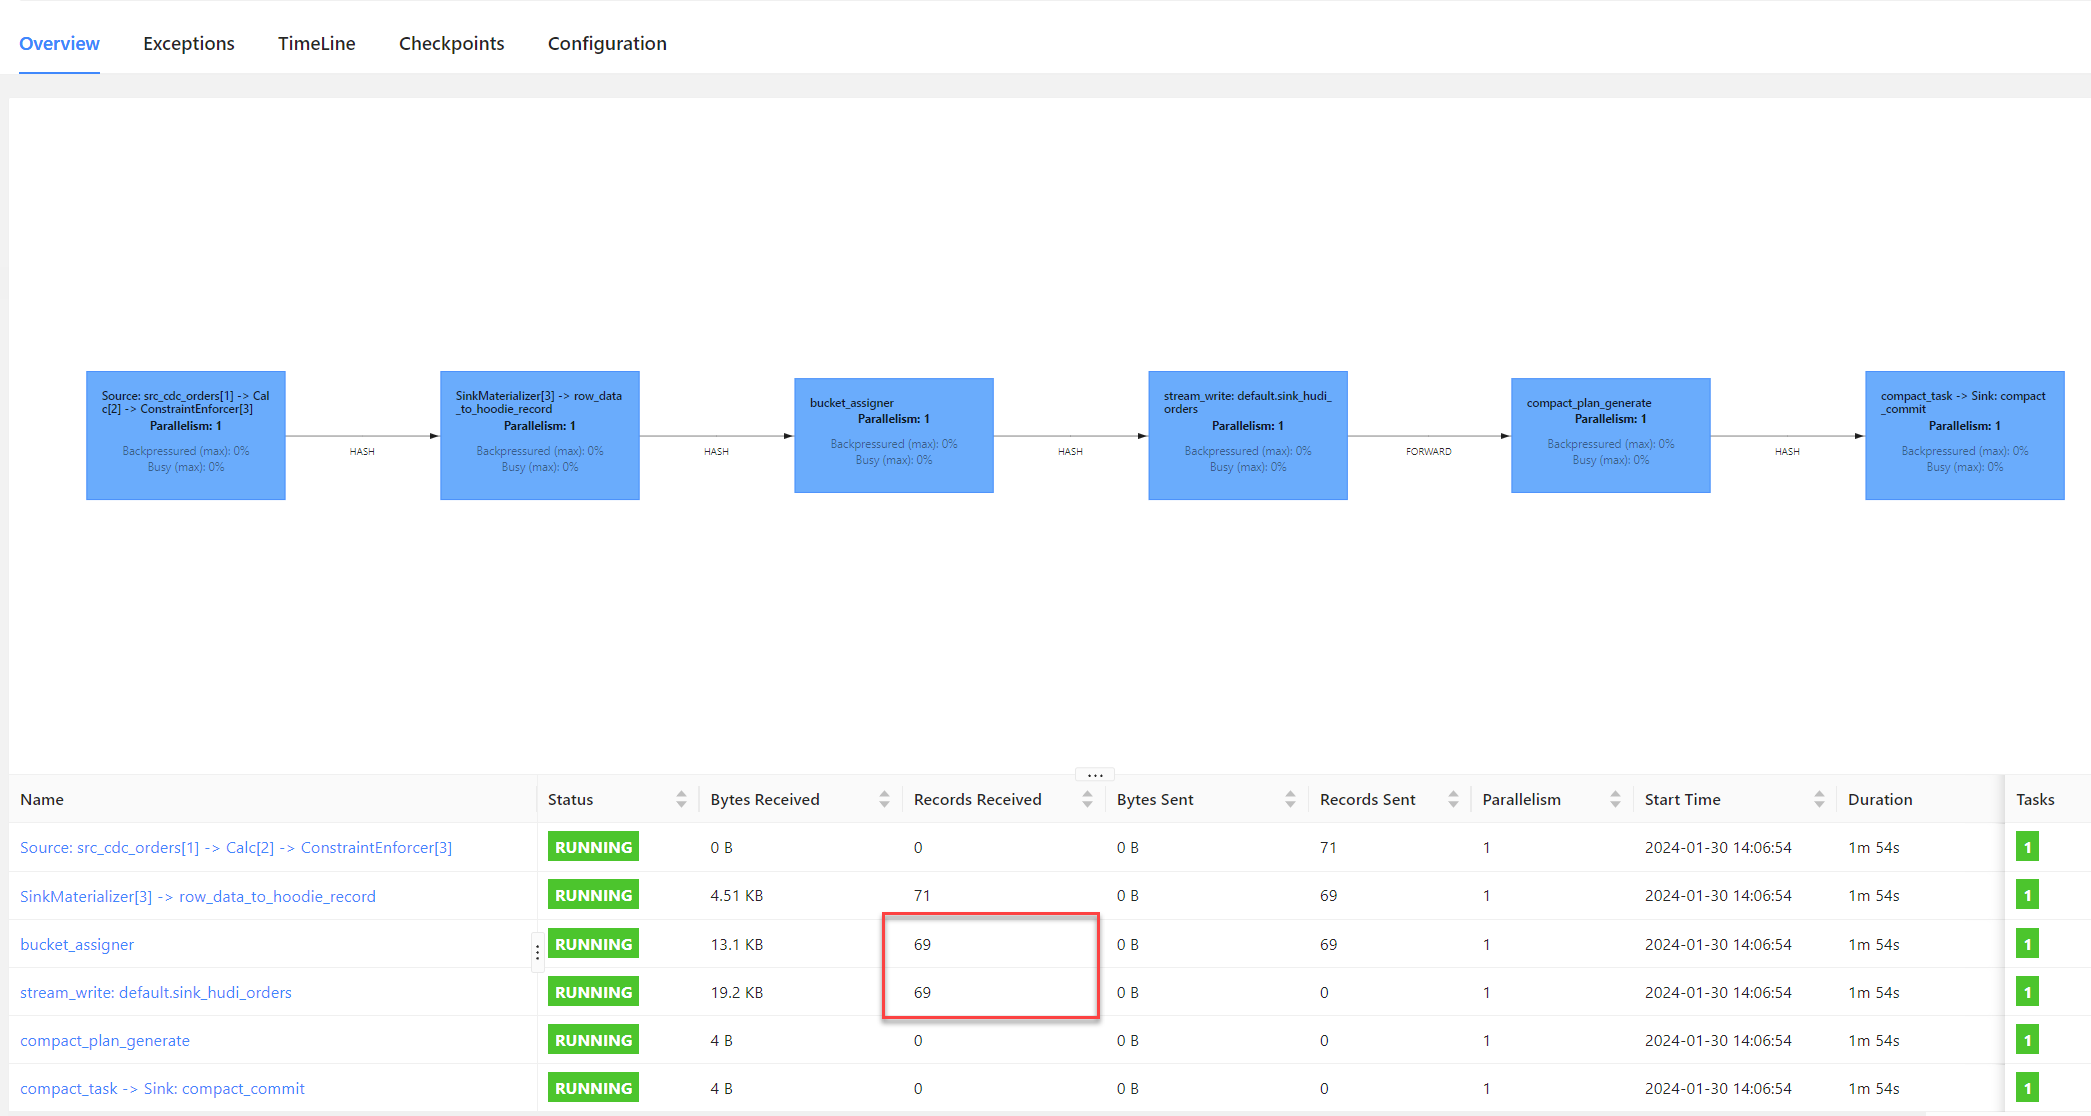 Overview Exceptions TimeLine Checkpoints Configuration
Source: src_cdc_orders[1] -> Cal
c[2] -> ConstraintEnforcer[3]
Parallelism: 1
Backpressured (max): 0%
Busy (max): 0%
HASH
SinkMaterializer[3] -> row_data
_to_hoodie_record
Parallelism: 1
Backpressured (max): 0%
Busy (max): 0%
HASH
bucket_assigner
Parallelism: 1
Backpressured (max): 0%
Busy (max): 0%
HASH
stream_write: default.sink_hudi_
orders
Parallelism: 1
Backpressured (max): 0%
Busy (max): 0%
FORWARD
compact_plan_generate
Parallelism: 1
Backpressured (max): 0%
Busy (max): 0%
HASH
compact_task -> Sink: compact
_commit
Parallelism: 1
Backpressured (max): 0%
Busy (max): 0%
Name Status Bytes Received Records Received Bytes Sent Records Sent Parallelism Start Time Duration Tasks
Source: src_cdc_orders[1] -> Calc[2] -> ConstraintEnforcer[3] RUNNING 0 B 0 0 B 71 1 2024-01-30 14:06:54 1m 54s 1
SinkMaterializer[3] -> row_data_to_hoodie_record RUNNING 4.51 KB 71 0 B 69 1 2024-01-30 14:06:54 1m 54s 1
bucket_assigner RUNNING 13.1 KB 69 0 B 69 1 2024-01-30 14:06:54 1m 54s 1
stream_write: default.sink_hudi_orders RUNNING 19.2 KB 69 0 B 0 1 2024-01-30 14:06:54 1m 54s 1
compact_plan_generate RUNNING 4 B 0 0 B 0 1 2024-01-30 14:06:54 1m 54s 1
compact_task -> Sink: compact_commit RUNNING 4 B 0 0 B 0 1 2024-01-30 14:06:54 1m 54s 1